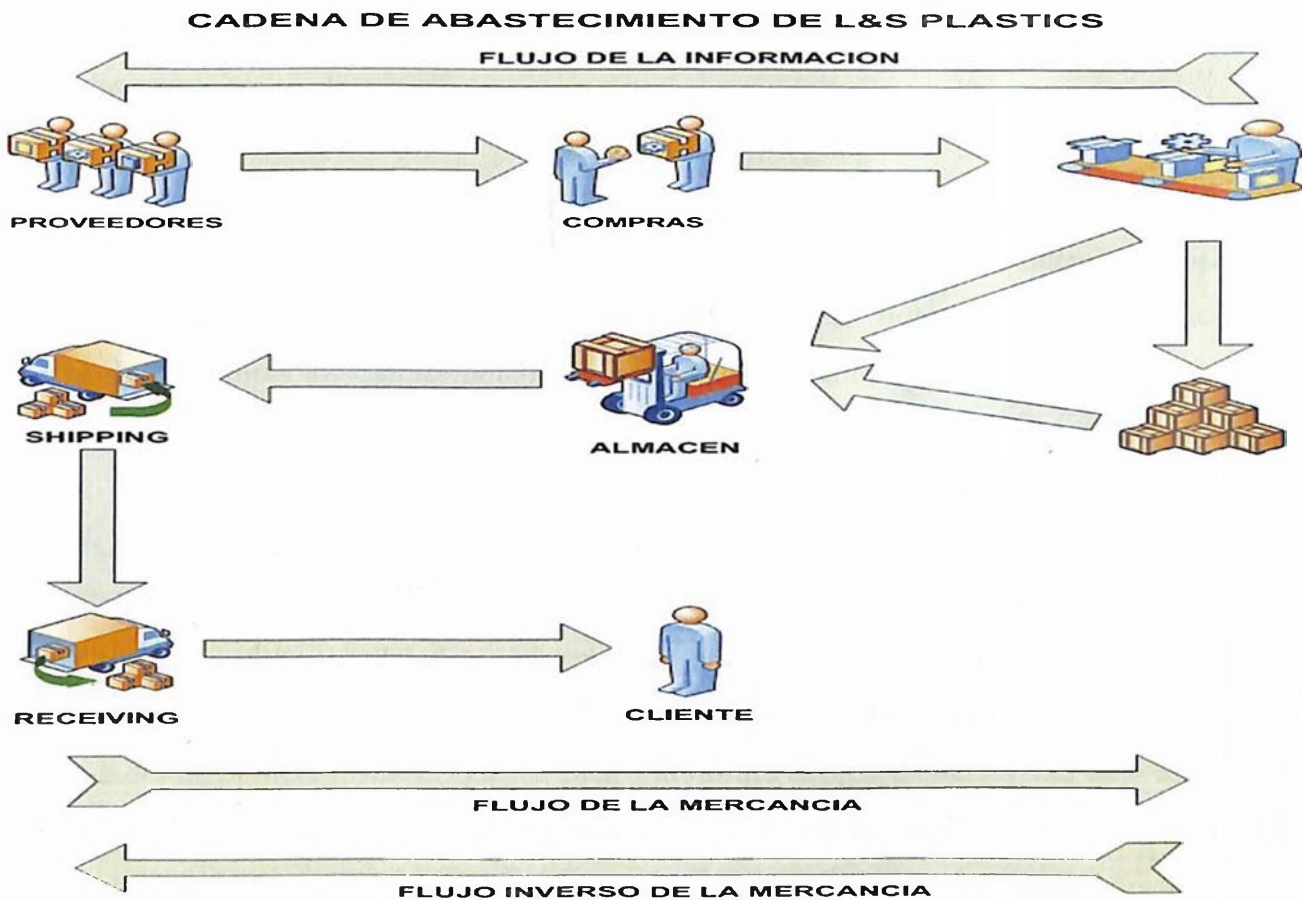 CADENA DE ABASTECIMIENTO DE L&S PLASTICS
FLUJO DE LA INFORMACION
PROVEEDORES
COMPRAS
SHIPPING
ALMACEN
RECEIVING
CLIENTE
FLUJO DE LA MERCANCIA
FLUJO INVERSO DE LA MERCANCIA